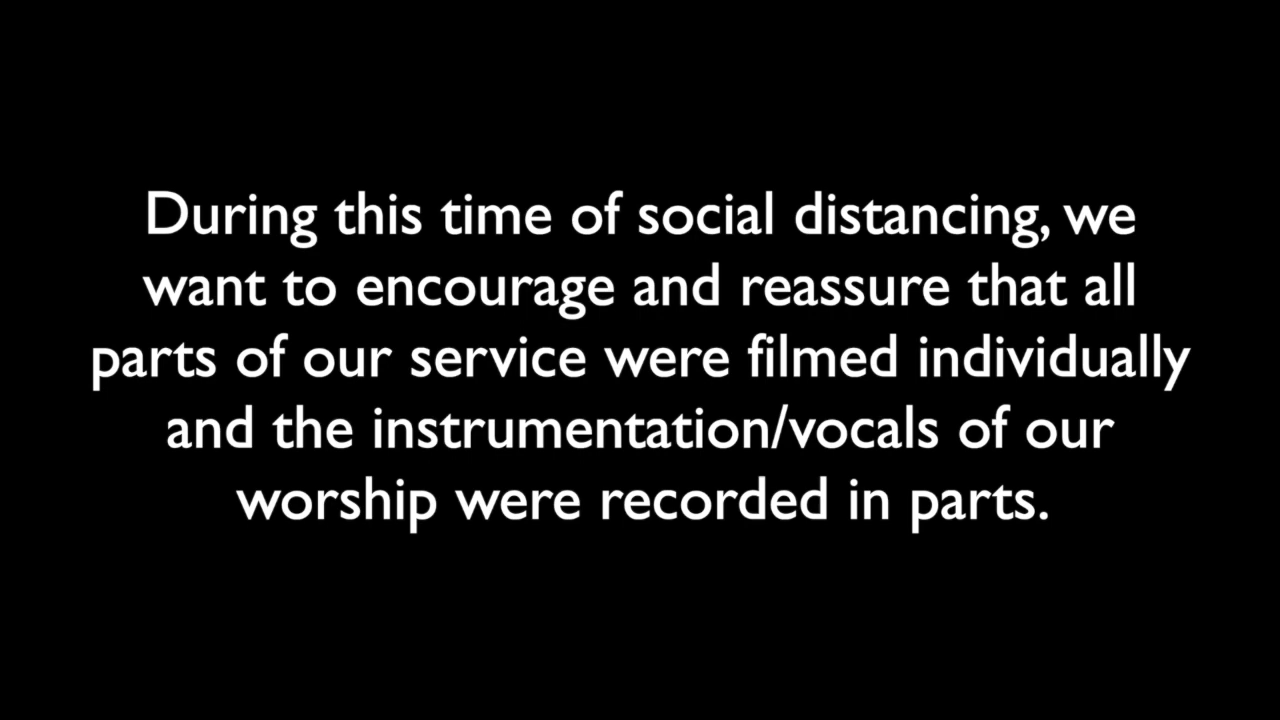 During this time of social distancing, we
want to encourage and reassure that all
parts of our service were filmed individually
and the instrumentation/vocals of our
worship were recorded in parts.